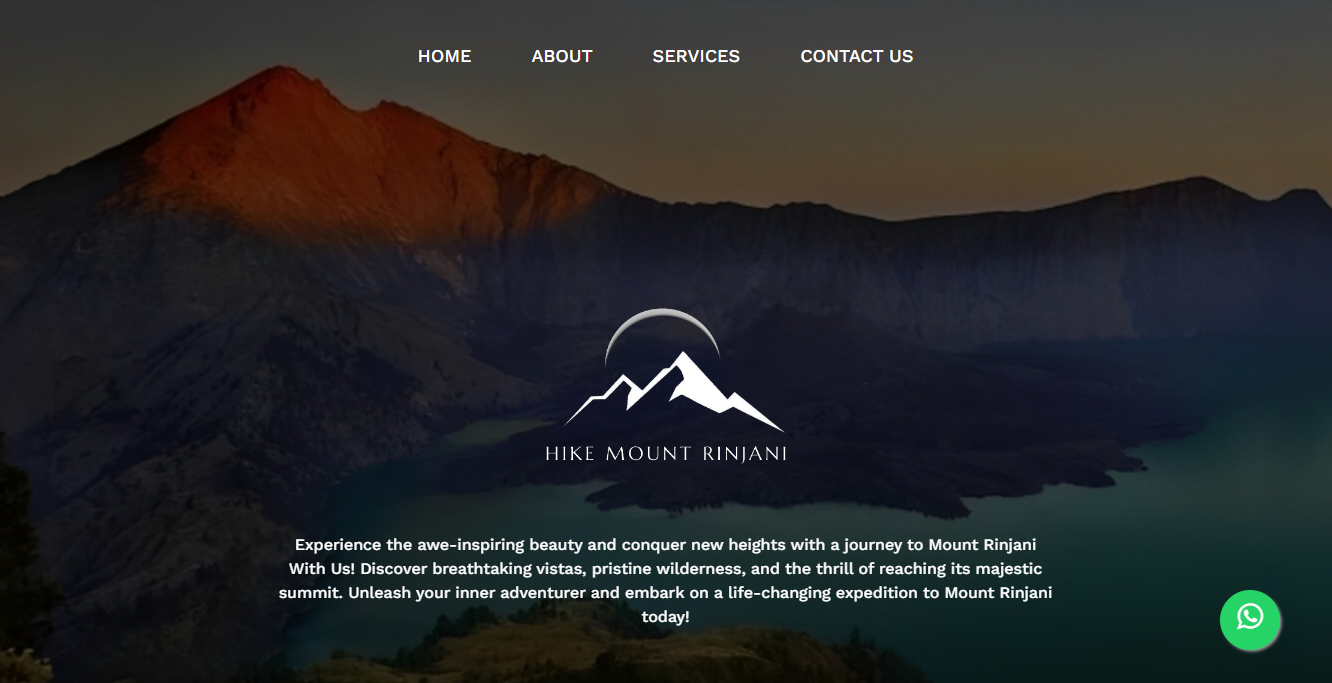 HOME ABOUT SERVICES CONTACT US
HIKE MOUNT RINJANI
Experience the awe-inspiring beauty and conquer new heights with a journey to Mount Rinjani
With Us! Discover breathtaking vistas, pristine wilderness, and the thrill of reaching its majestic
summit. Unleash your inner adventurer and embark on a life-changing expedition to Mount Rinjani
today!